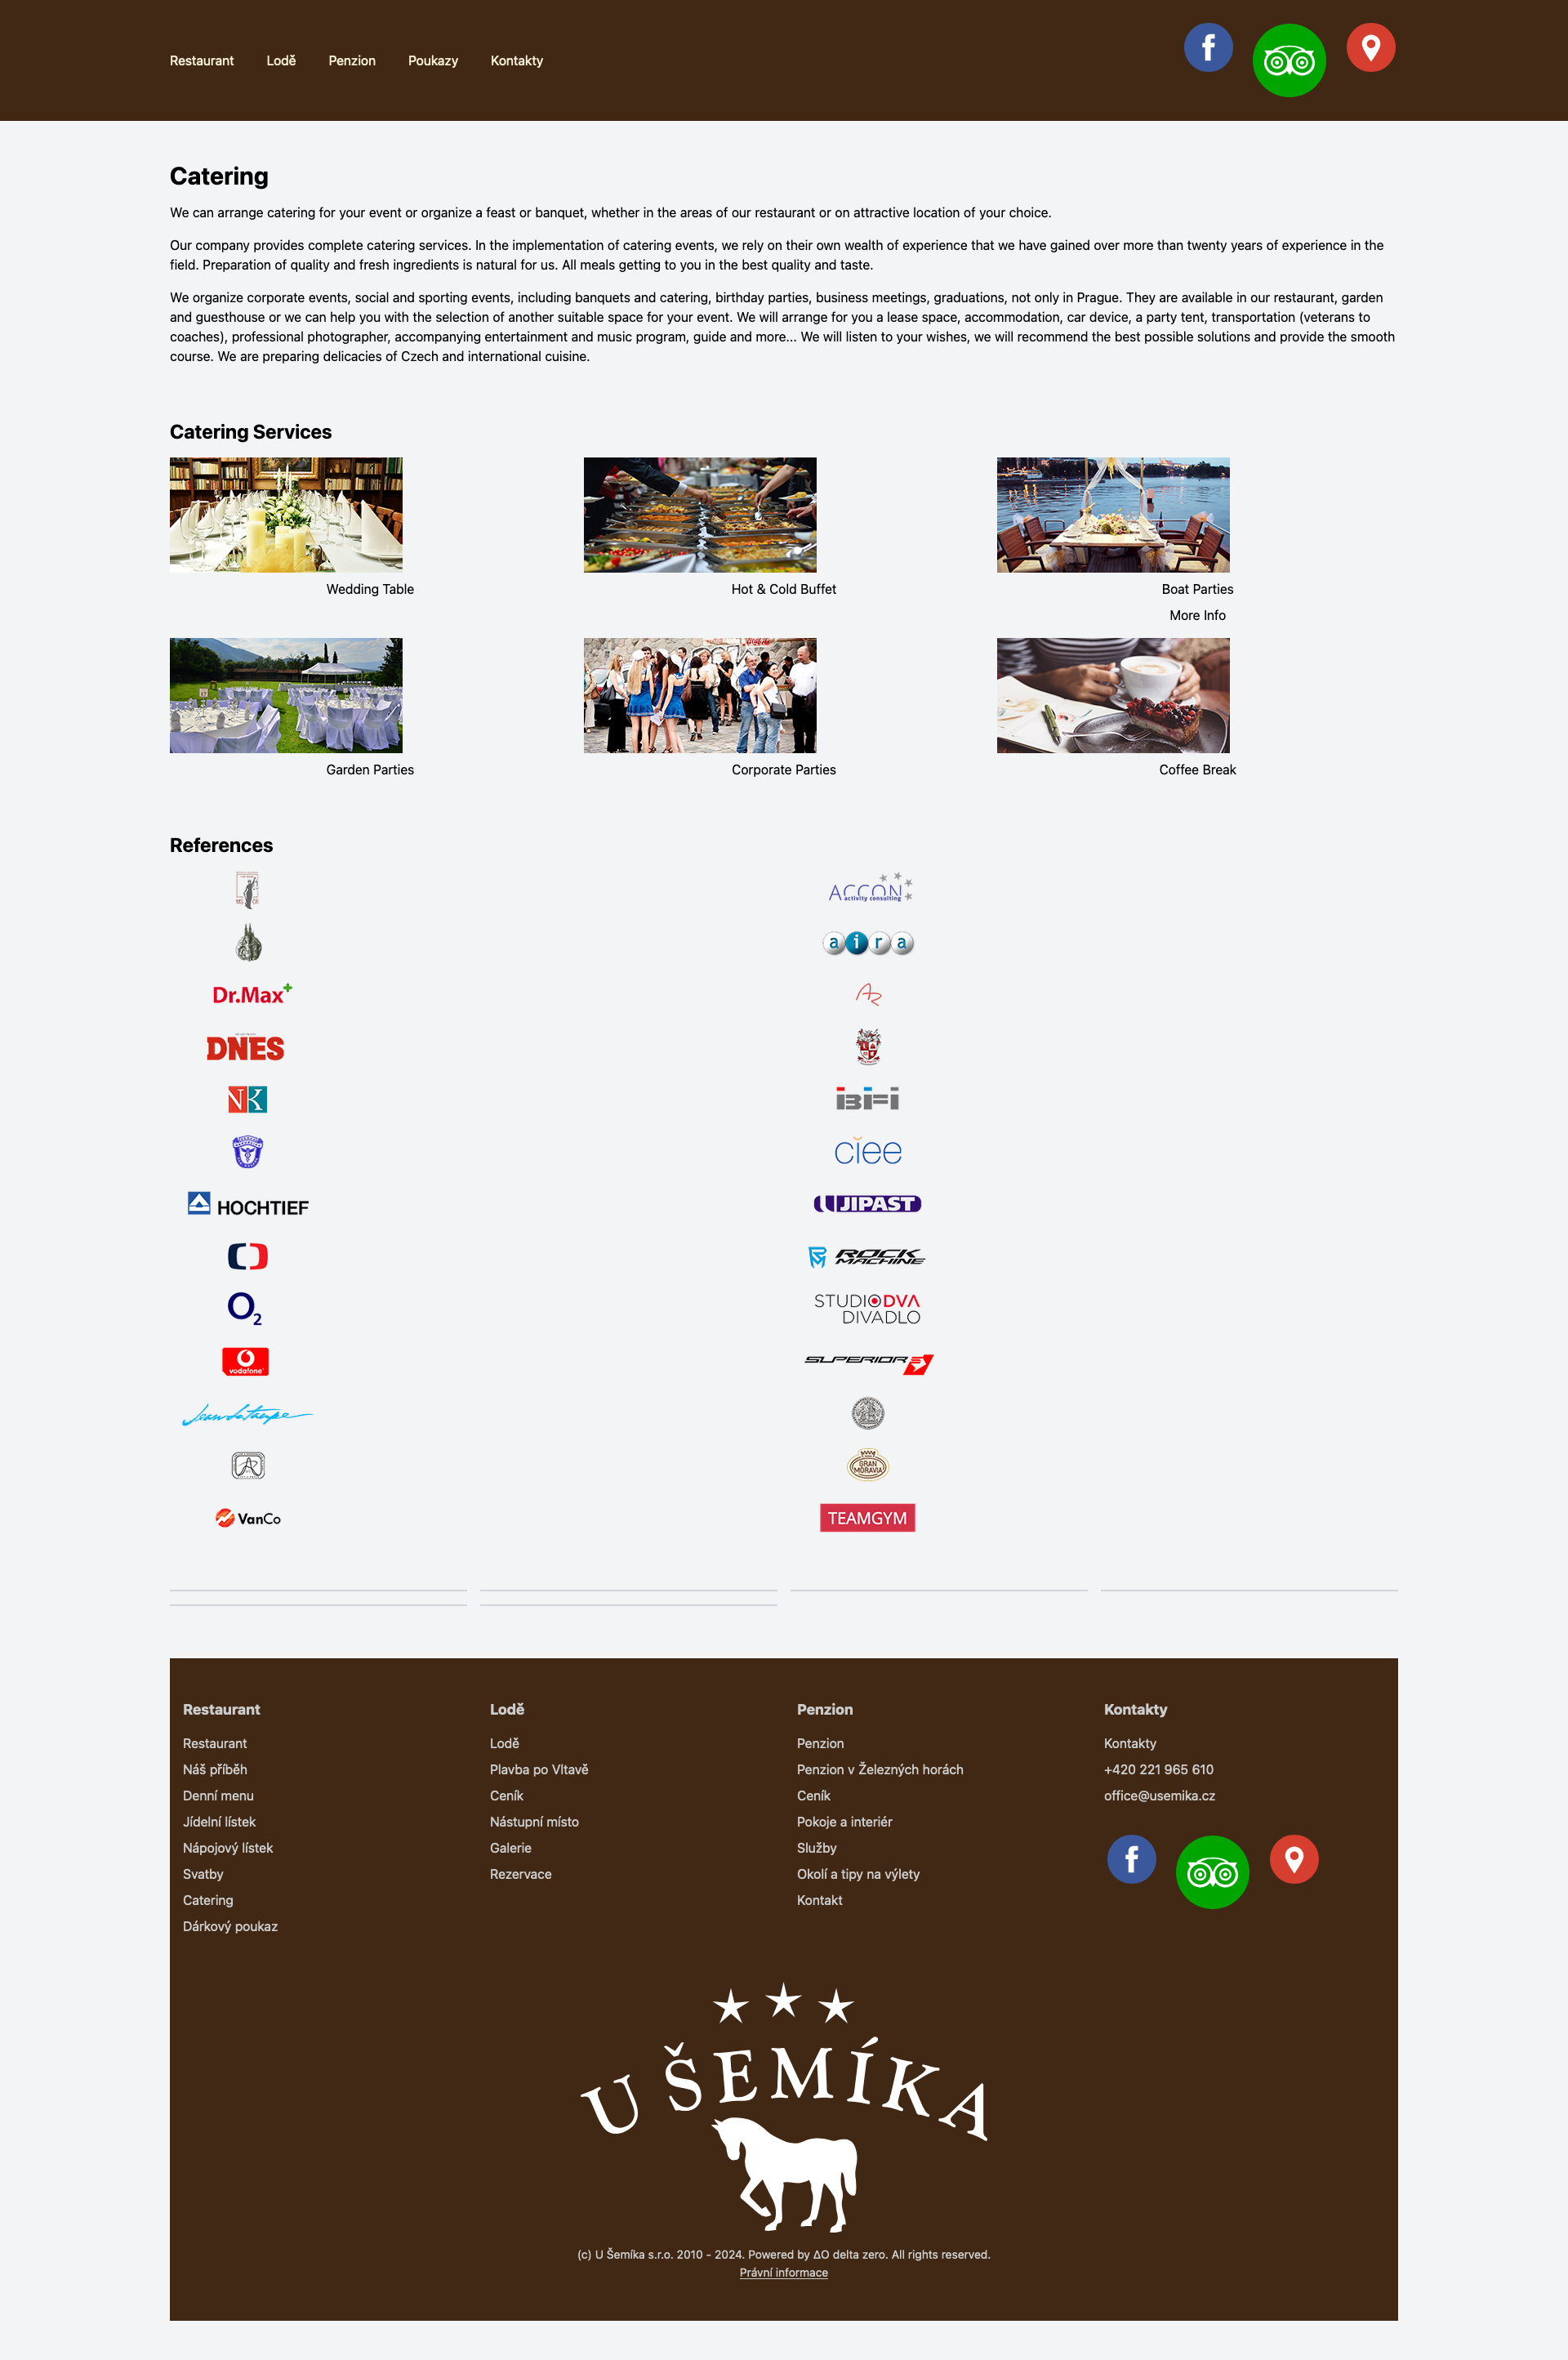 Restaurant Lodě Penzion Poukazy Kontakty
Catering
We can arrange catering for your event or organize a feast or banquet, whether in the areas of our restaurant or on attractive location of your choice.
Our company provides complete catering services. In the implementation of catering events, we rely on their own wealth of experience that we have gained over more than twenty years of experience in the
field. Preparation of quality and fresh ingredients is natural for us. All meals getting to you in the best quality and taste.
We organize corporate events, social and sporting events, including banquets and catering, birthday parties, business meetings, graduations, not only in Prague. They are available in our restaurant, garden
and guesthouse or we can help you with the selection of another suitable space for your event. We will arrange for you a lease space, accommodation, car device, a party tent, transportation (veterans to
coaches), professional photographer, accompanying entertainment and music program, guide and more... We will listen to your wishes, we will recommend the best possible solutions and provide the smooth
course. We are preparing delicacies of Czech and international cuisine.
Catering Services
Wedding Table
Hot & Cold Buffet
Boat Parties
More Info
Garden Parties
Corporate Parties
Coffee Break
References
ACCON
activity consulting
aira
Dr.Max+
AR
DNES
NK
BFI
ciee
HOCHTIEF
JIPAST
ROCK
MACHINE
O2
STUDIODVA
DIVADLO
vodafone
SUPERIOR
GRAN
MORAVIA
VanCo
TEAMGYM
Restaurant
Restaurant
Náš příběh
Denní menu
Jídelní lístek
Nápojový lístek
Svatby
Catering
Dárkový poukaz
Lodě
Lodě
Plavba po Vltavě
Ceník
Nástupní místo
Galerie
Rezervace
Penzion
Penzion
Penzion v Železných horách
Ceník
Pokoje a interiér
Služby
Okolí a tipy na výlety
Kontakt
Kontakty
Kontakty
+420 221 965 610
office@usemika.cz
U ŠEMÍKA
(c) U Šemíka s.r.o. 2010 - 2024. Powered by ΔO delta zero. All rights reserved.
Právní informace